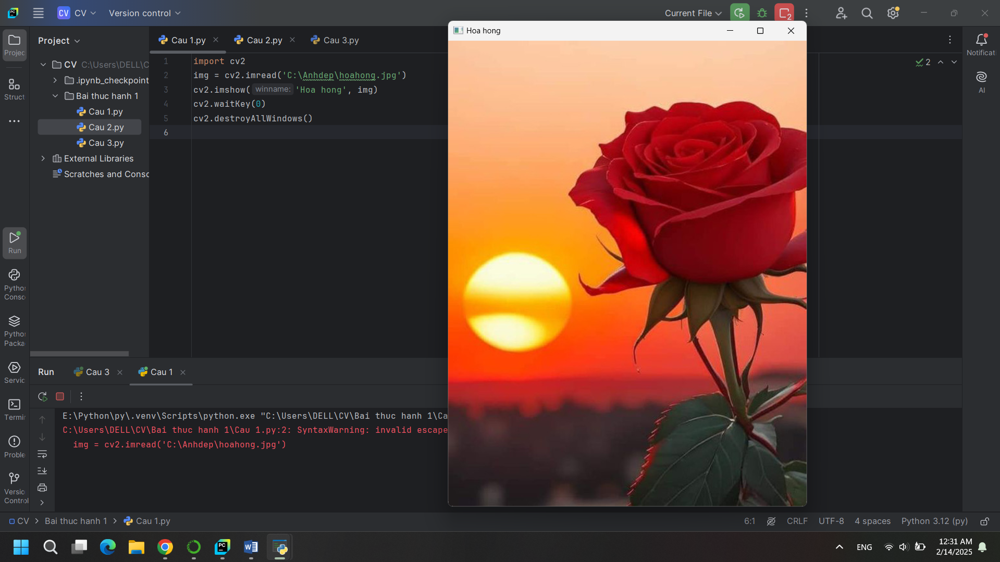 CV CV
Version control
Current File
2
Project
Cau 1.py
Cau 2.py
Cau 3.py
Hoa hong
Projec
Struct
CV C:\Users\DELL\C
.ipynb_checkpoint
Bai thuc hanh 1
Cau 1.py
Cau 2.py
Cau 3.py
External Libraries
Scratches and Consc
1 import cv2
2 img = cv2.imread('C:\Anhdep\hoahong.jpg')
3 cv2.imshow( winname: 'Hoa hong', img)
4 cv2.waitKey(0)
5 cv2.destroyAllWindows()
6
2
Notificati
AI
Run
Python
Consc
Python
Packa
Servic
Termir
Proble
Versio
Control
Run
Cau 3
Cau 1
E:\Python\py\.venv\Scripts\python.exe "C:\Users\DELL\CV\Bai thuc hanh 1\Ca
C:\Users\DELL\CV\Bai thuc hanh 1\Cau 1.py:2: SyntaxWarning: invalid escape
img = cv2.imread('C:\Anhdep\hoahong.jpg')
CV > Bai thuc hanh 1 > Cau 1.py
6:1 CRLF UTF-8 4 spaces Python 3.12 (py)
PC
W
ENG
12:31 AM
2/14/2025